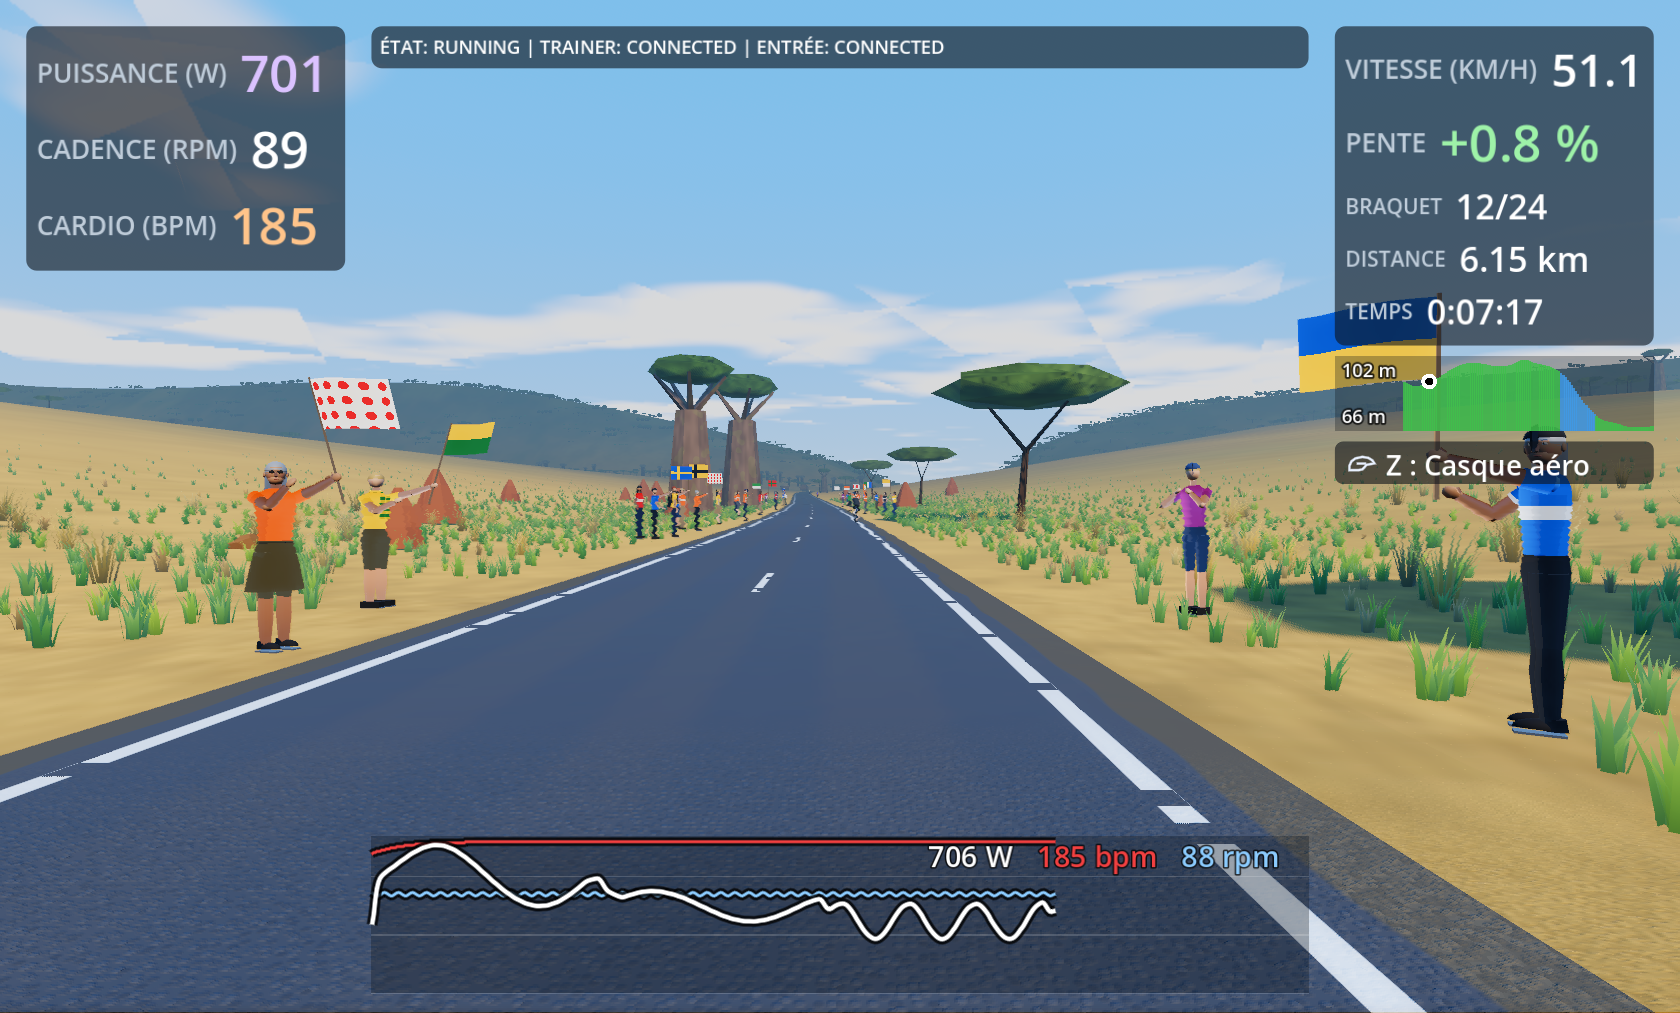 PUISSANCE (W) 701
CADENCE (RPM) 89
CARDIO (BPM) 185
ÉTAT: RUNNING | TRAINER: CONNECTED | ENTRÉE: CONNECTED
VITESSE (KM/H) 51.1
PENTE +0.8 %
BRAQUET 12/24
DISTANCE 6.15 km
TEMPS 0:07:17
102 m
66 m
Z : Casque aéro
706 W 185 bpm 88 rpm